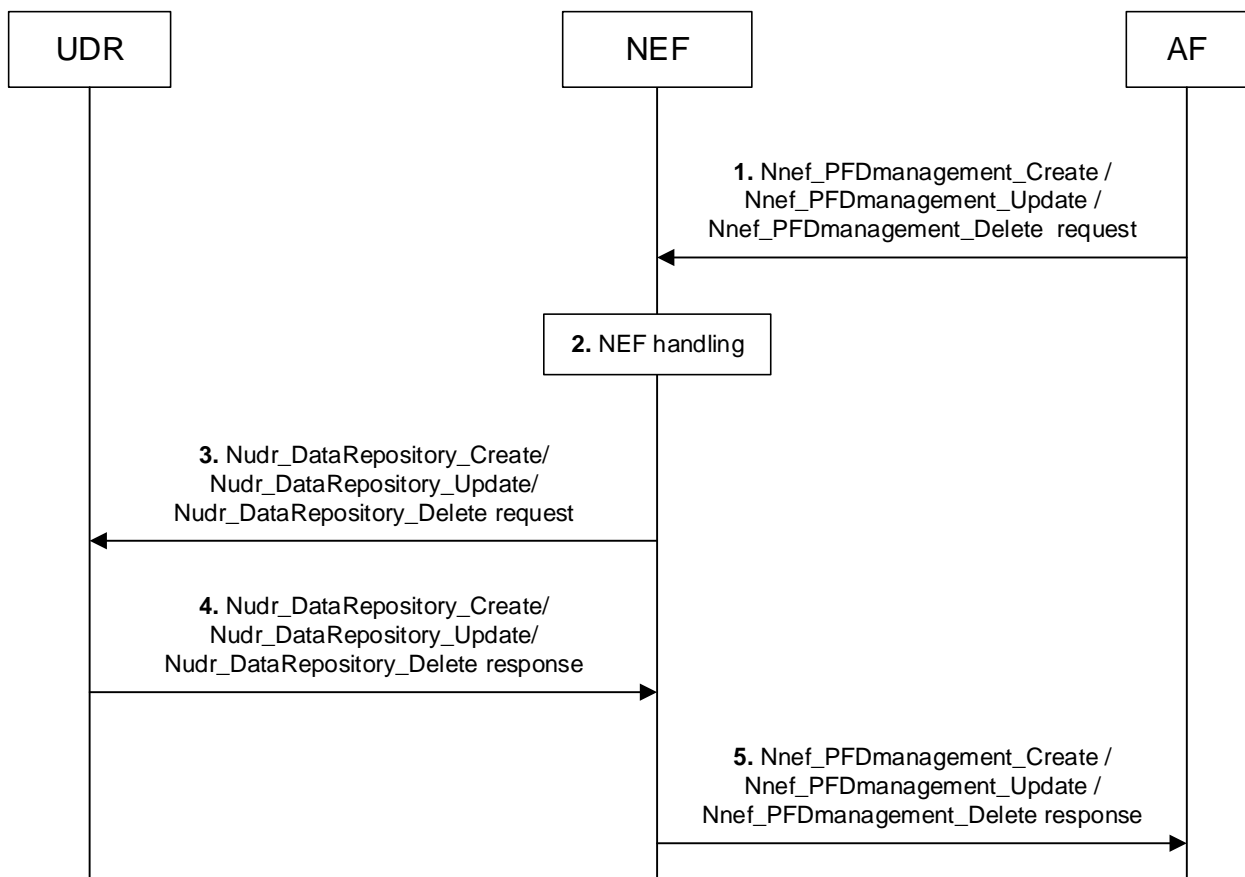 UDR
NEF
AF
1. Nnef_PFDmanagement_Create /
Nnef_PFDmanagement_Update /
Nnef_PFDmanagement_Delete  request
2. NEF handling
3. Nudr_DataRepository_Create/
Nudr_DataRepository_Update/
Nudr_DataRepository_Delete request
4. Nudr_DataRepository_Create/
Nudr_DataRepository_Update/
Nudr_DataRepository_Delete response
5. Nnef_PFDmanagement_Create /
Nnef_PFDmanagement_Update /
Nnef_PFDmanagement_Delete response